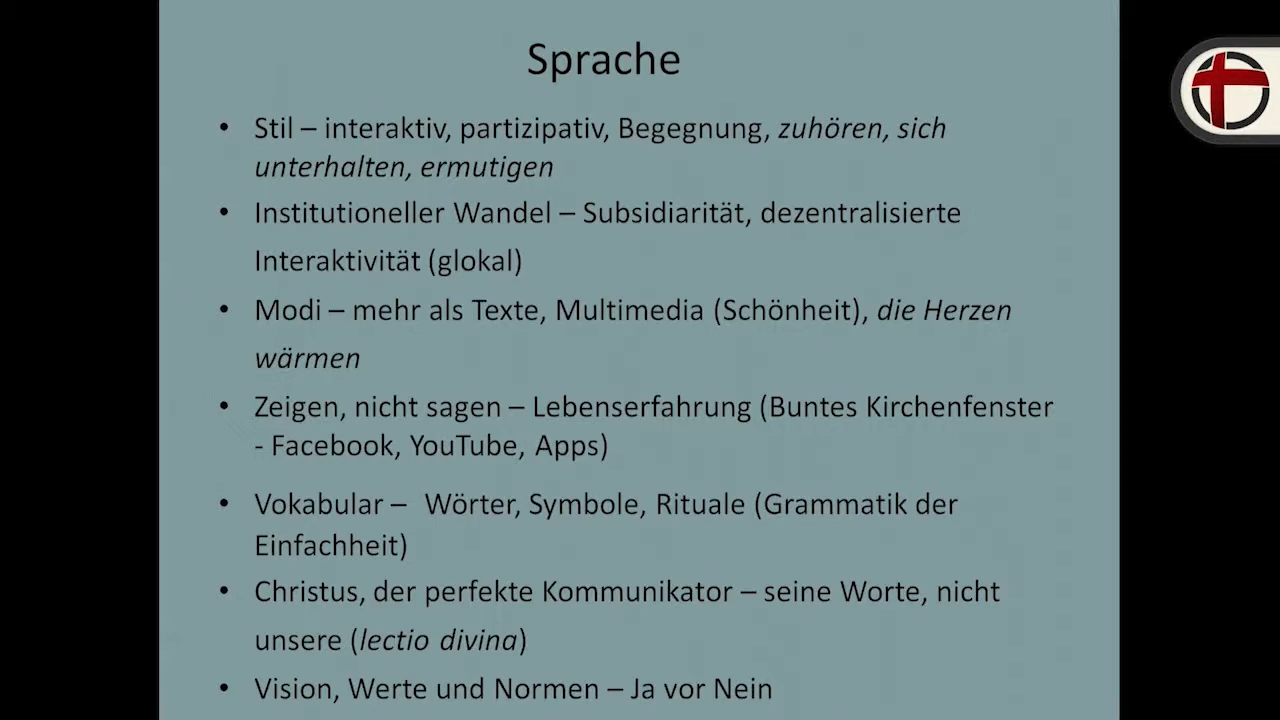 Sprache
• Stil – interaktiv, partizipativ, Begegnung, zuhören, sich
unterhalten, ermutigen
• Institutioneller Wandel – Subsidiarität, dezentralisierte
Interaktivität (glokal)
• Modi – mehr als Texte, Multimedia (Schönheit), die Herzen
wärmen
• Zeigen, nicht sagen – Lebenserfahrung (Buntes Kirchenfenster
- Facebook, YouTube, Apps)
• Vokabular – Wörter, Symbole, Rituale (Grammatik der
Einfachheit)
• Christus, der perfekte Kommunikator – seine Worte, nicht
unsere (lectio divina)
• Vision, Werte und Normen – Ja vor Nein